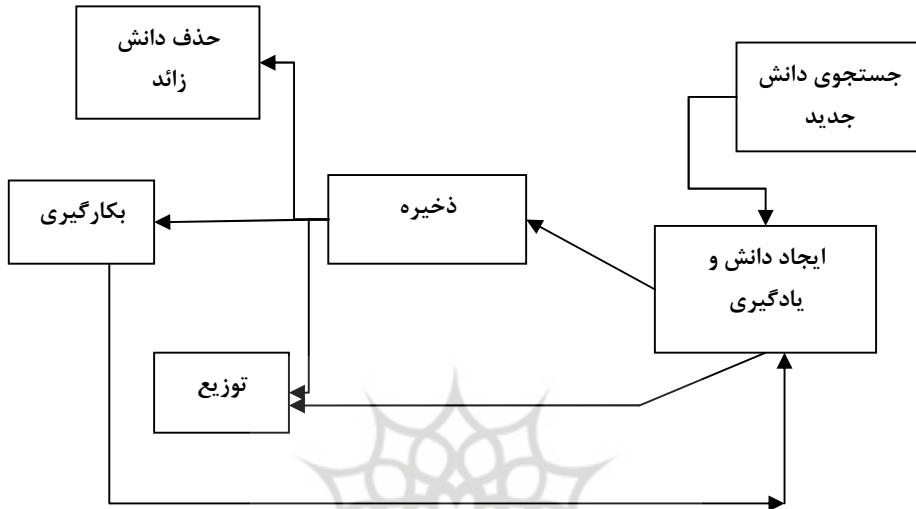 حذف دانش
زائد
جستجوی دانش
جدید
بکارگیری
ذخیره
ایجاد دانش و
یادگیری
توزیع